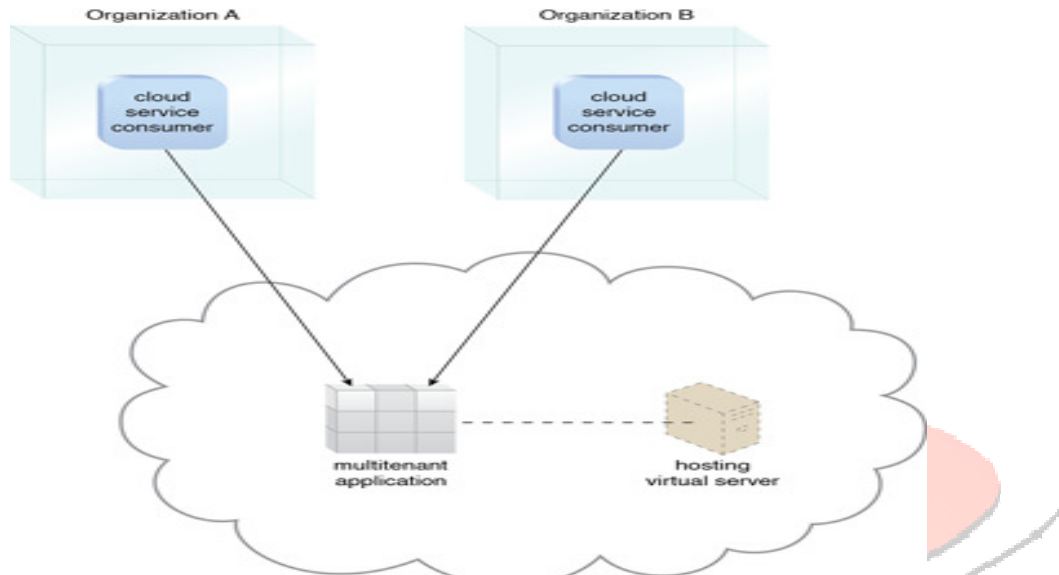 Organization A
Organization B
cloud
service
consumer
cloud
service
consumer
multitenant
application
hosting
virtual server